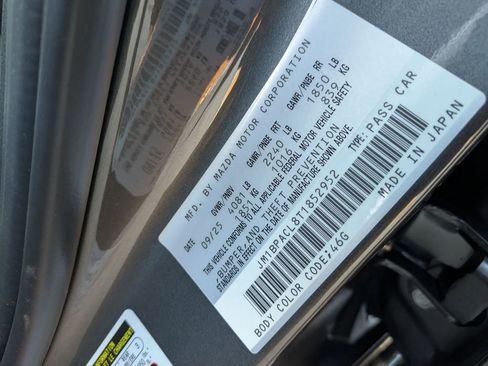 MFD. BY MAZDA MOTOR CORPORATION
GVWR/PNBV GAWR/PNBE FRT GAWR/PNBE RR
09/25 4081 LB 2240 LB 1850 LB
1851 KG 1016 KG 839 KG
THIS VEHICLE CONFORMS TO ALL APPLICABLE FEDERAL MOTOR VEHICLE SAFETY
,BUMPER,AND THEFT PREVENTION
STANDARDS IN EFFECT ON THE DATE OF MANUFACTURE SHOWN ABOVE
JM1BPACL8T1852952 TYPE: PASS CAR
BODY COLOR CODE/46G MADE IN JAPAN